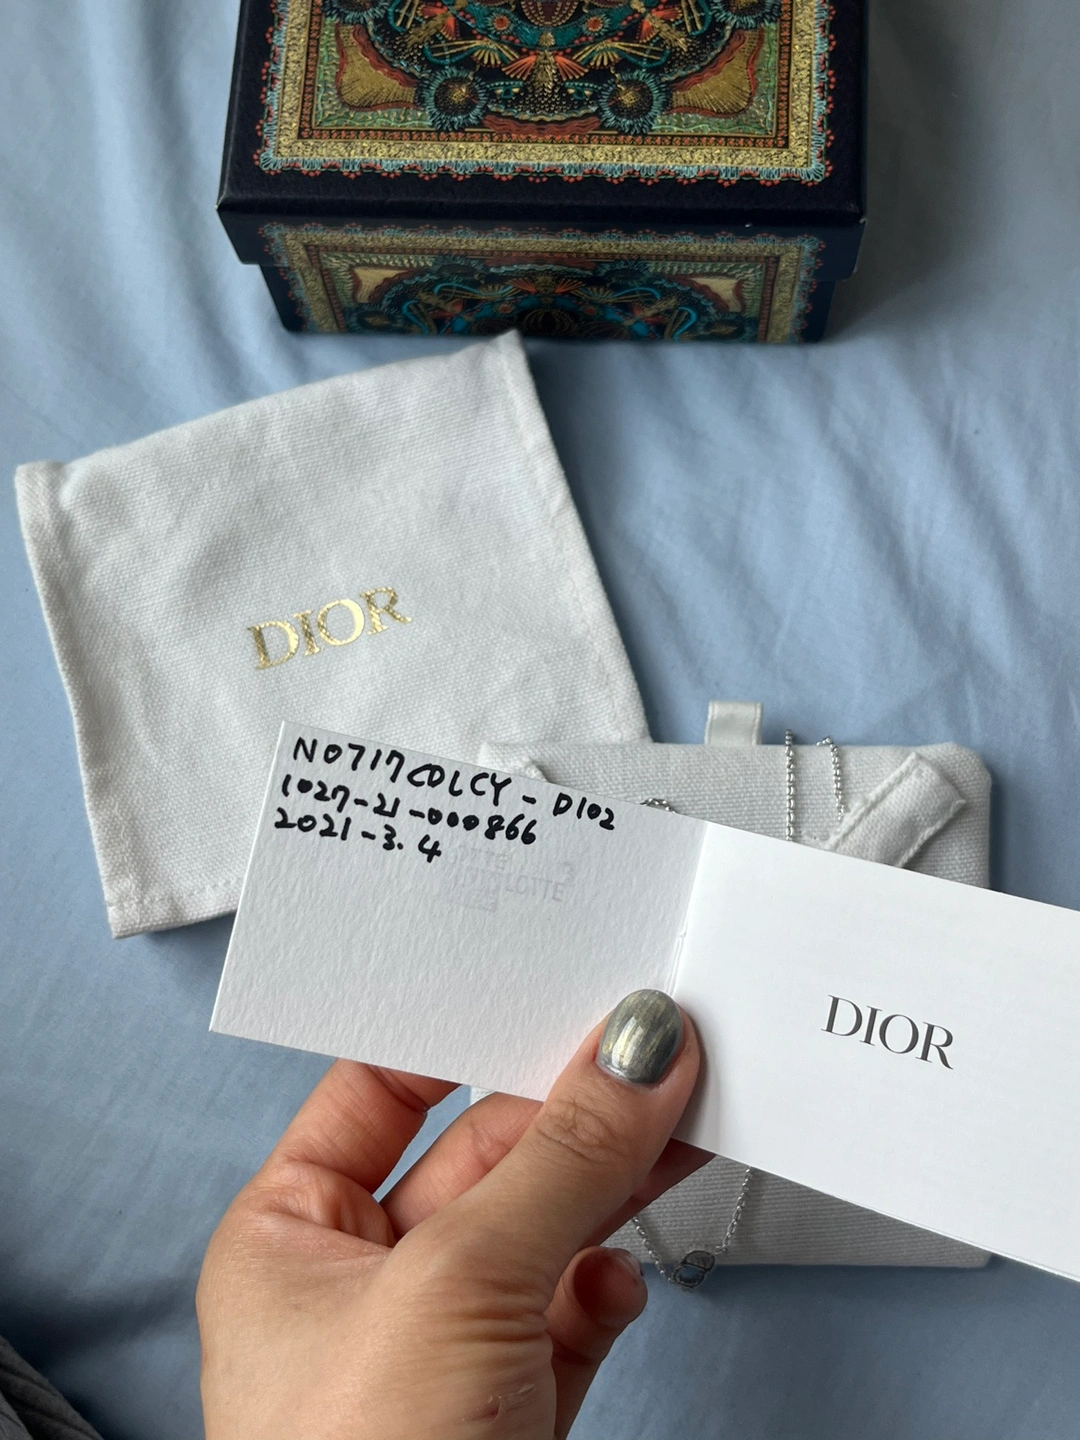 DIOR
N0717CDLCY - D102
1027-21-000866
2021-3.4
DIOR